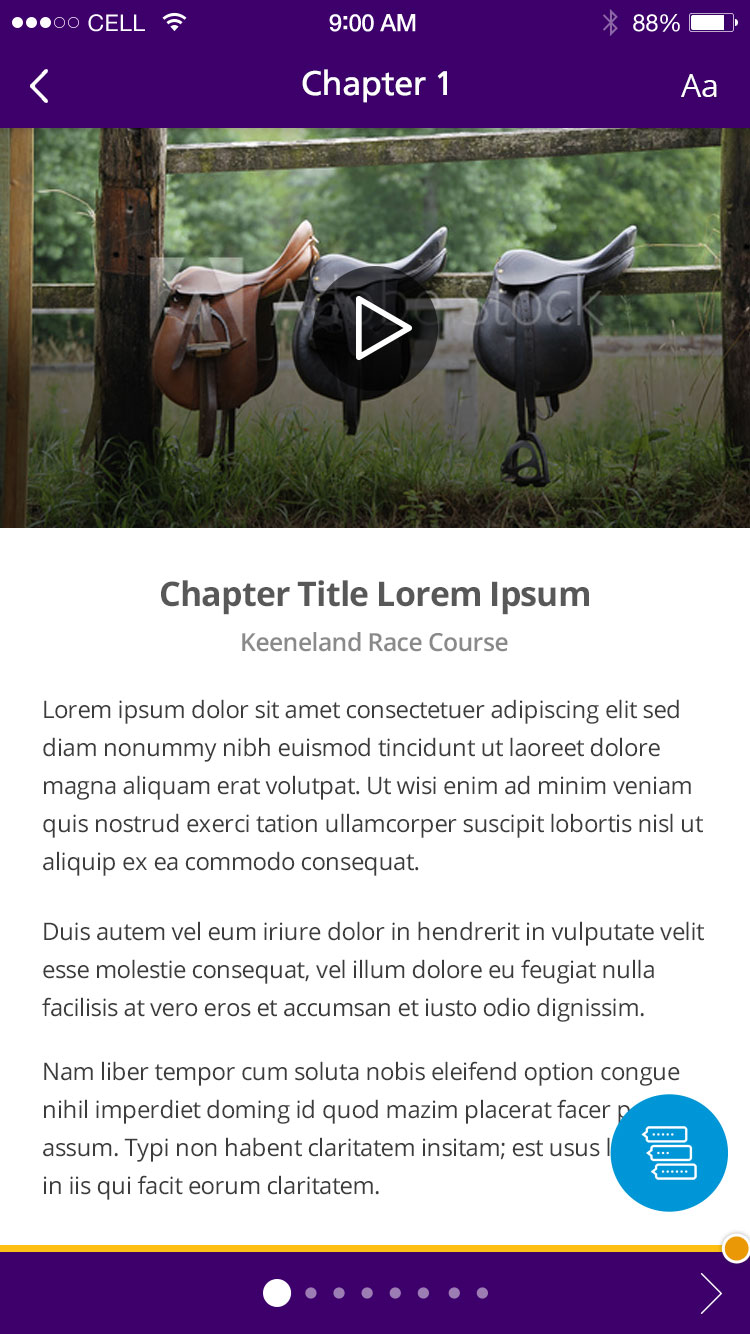 CELL 9:00 AM 88%
Chapter 1 Aa
Adobe Stock
Chapter Title Lorem Ipsum
Keeneland Race Course
Lorem ipsum dolor sit amet consectetuer adipiscing elit sed
diam nonummy nibh euismod tincidunt ut laoreet dolore
magna aliquam erat volutpat. Ut wisi enim ad minim veniam
quis nostrud exerci tation ullamcorper suscipit lobortis nisl ut
aliquip ex ea commodo consequat.
Duis autem vel eum iriure dolor in hendrerit in vulputate velit
esse molestie consequat, vel illum dolore eu feugiat nulla
facilisis at vero eros et accumsan et iusto odio dignissim.
Nam liber tempor cum soluta nobis eleifend option congue
nihil imperdiet doming id quod mazim placerat facer
assum. Typi non habent claritatem insitam; est usus
in iis qui facit eorum claritatem.